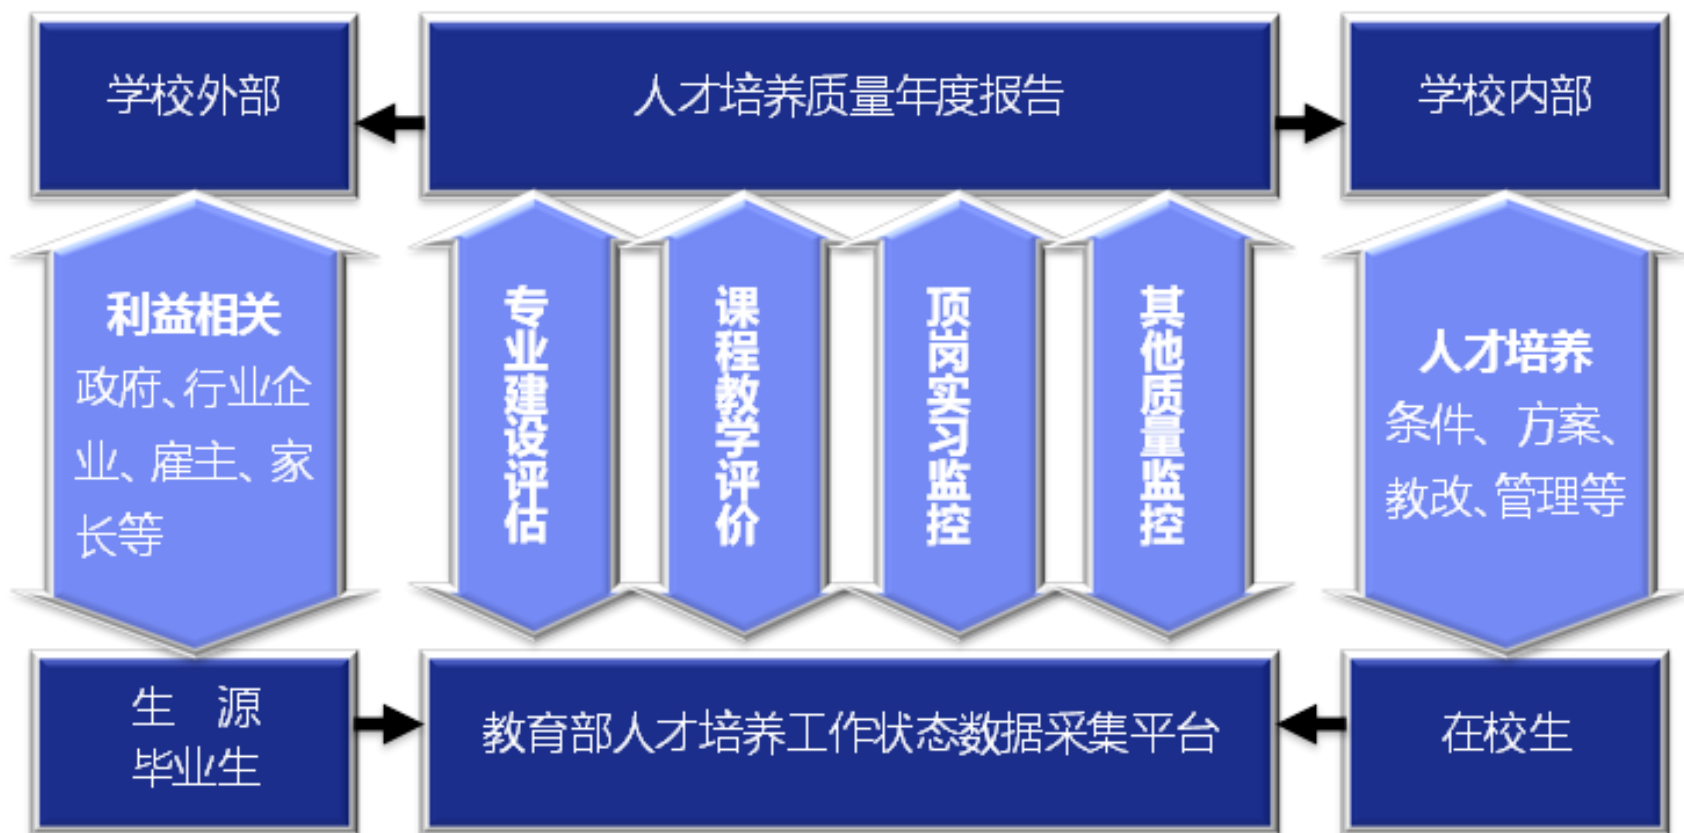 学校外部
人才培养质量年度报告
学校内部
利益相关
政府、行业企
业、雇主、家
长等
专业建设评估
课程教学评价
顶岗实习监控
其他质量监控
人才培养
条件、方案、
教改、管理等
生 源
毕业生
教育部人才培养工作状态数据采集平台
在校生